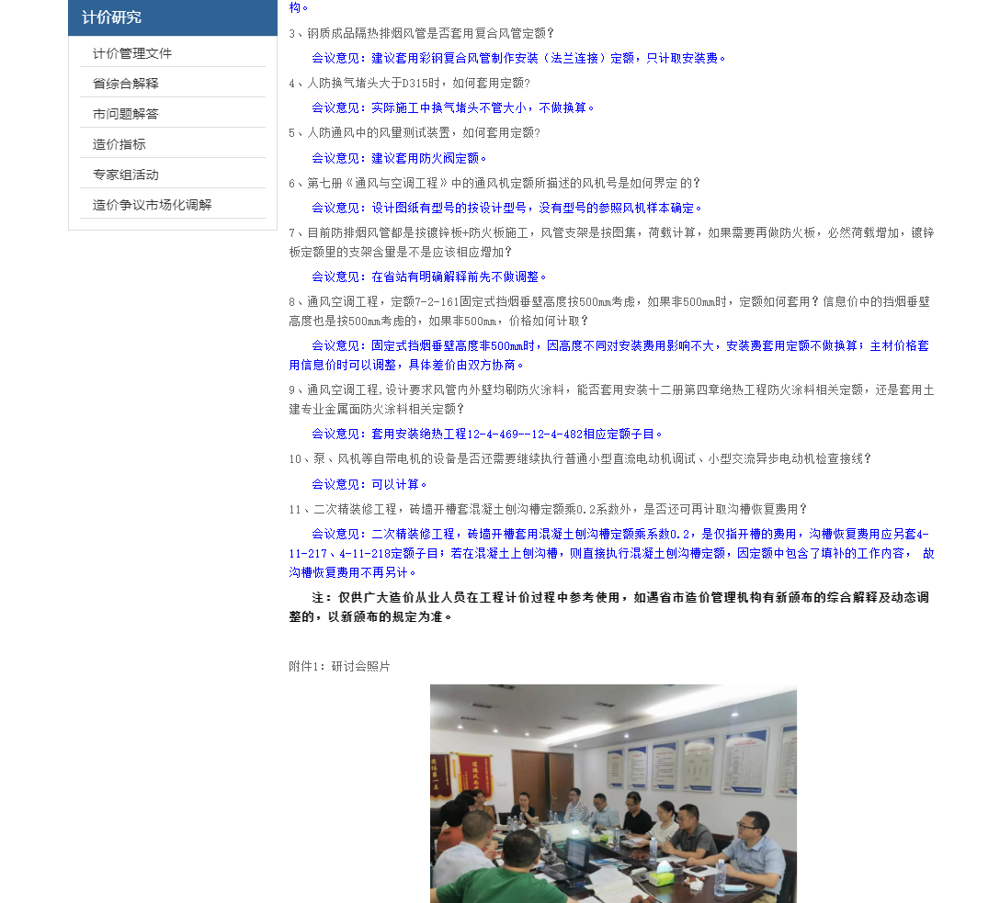 计价研究
计价管理文件
省综合解释
市问题解答
造价指标
专家组活动
造价争议市场化调解
构。
3、钢质成品隔热排烟风管是否套用复合风管定额？
会议意见：建议套用彩钢复合风管制作安装（法兰连接）定额，只计取安装费。
4、人防换气堵头大于D315时，如何套用定额?
会议意见：实际施工中换气堵头不管大小，不做换算。
5、人防通风中的风量测试装置，如何套用定额?
会议意见：建议套用防火阀定额。
6、第七册《通风与空调工程》中的通风机定额所描述的风机号是如何界定 的？
会议意见：设计图纸有型号的按设计型号，没有型号的参照风机样本确定。
7、目前防排烟风管都是按镀锌板+防火板施工，风管支架是按图集，荷载计算，如果需要再做防火板，必然荷载增加，镀锌
板定额里的支架含量是不是应该相应增加？
会议意见：在省站有明确解释前先不做调整。
8、通风空调工程，定额7-2-161固定式挡烟垂壁高度按500mm考虑，如果非500mm时，定额如何套用？信息价中的挡烟垂壁
高度也是按500mm考虑的，如果非500mm，价格如何计取？
会议意见：固定式挡烟垂壁高度非500mm时，因高度不同对安装费用影响不大，安装费套用定额不做换算；主材价格套
用信息价时可以调整，具体差价由双方协商。
9、通风空调工程,设计要求风管内外壁均刷防火涂料，能否套用安装十二册第四章绝热工程防火涂料相关定额，还是套用土
建专业金属面防火涂料相关定额？
会议意见：套用安装绝热工程12-4-469--12-4-482相应定额子目。
10、泵、风机等自带电机的设备是否还需要继续执行普通小型直流电动机调试、小型交流异步电动机检查接线？
会议意见：可以计算。
11、二次精装修工程，砖墙开槽套混凝土刨沟槽定额乘0.2系数外，是否还可再计取沟槽恢复费用？
会议意见：二次精装修工程，砖墙开槽套用混凝土刨沟槽定额乘系数0.2，是仅指开槽的费用，沟槽恢复费用应另套4-
11-217、4-11-218定额子目；若在混凝土上刨沟槽，则直接执行混凝土刨沟槽定额，因定额中包含了填补的工作内容， 故
沟槽恢复费用不再另计。
注：仅供广大造价从业人员在工程计价过程中参考使用，如遇省市造价管理机构有新颁布的综合解释及动态调
整的，以新颁布的规定为准。
附件1：研讨会照片